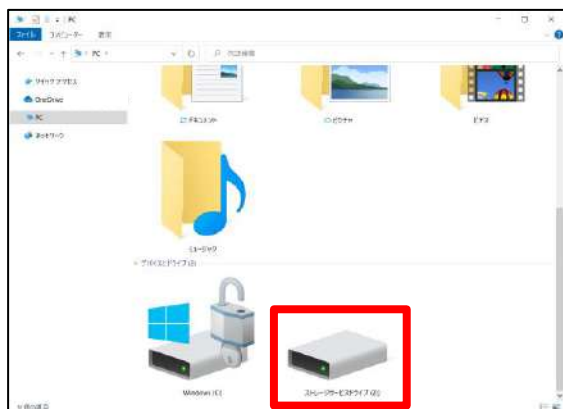 PC
ファイル
コンピューター
表示
PC
PCの検索
クイック アクセス
OneDrive
PC
ネットワーク
ドキュメント
ピクチャ
ビデオ
ミュージック
デバイスとドライブ (2)
Windows (C:)
ストレージサービスドライブ (Z:)